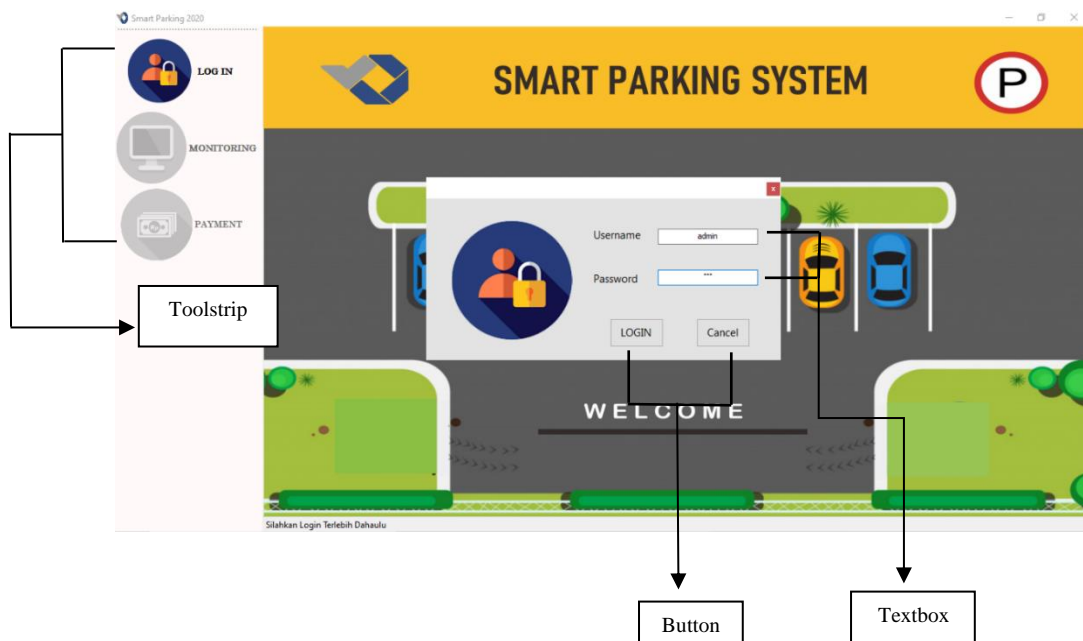 Smart Parking 2020
LOG IN
SMART PARKING SYSTEM
P
MONITORING
PAYMENT
Username
admin
Password
***
LOGIN
Cancel
x
Toolstrip
WELCOME
Silahkan Login Terlebih Dahaulu
Button
Textbox